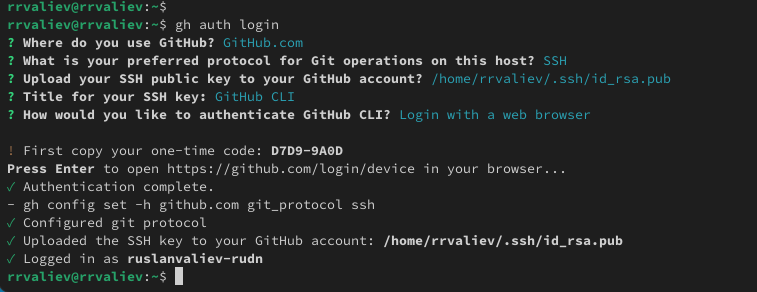 rrvaliev@rrvaliev:~$
rrvaliev@rrvaliev:~$ gh auth login
? Where do you use GitHub? GitHub.com
? What is your preferred protocol for Git operations on this host? SSH
? Upload your SSH public key to your GitHub account? /home/rrvaliev/.ssh/id_rsa.pub
? Title for your SSH key: GitHub CLI
? How would you like to authenticate GitHub CLI? Login with a web browser
! First copy your one-time code: D7D9-9A0D
Press Enter to open https://github.com/login/device in your browser...
✓ Authentication complete.
- gh config set -h github.com git_protocol ssh
✓ Configured git protocol
✓ Uploaded the SSH key to your GitHub account: /home/rrvaliev/.ssh/id_rsa.pub
✓ Logged in as ruslanvaliev-rudn
rrvaliev@rrvaliev:~$